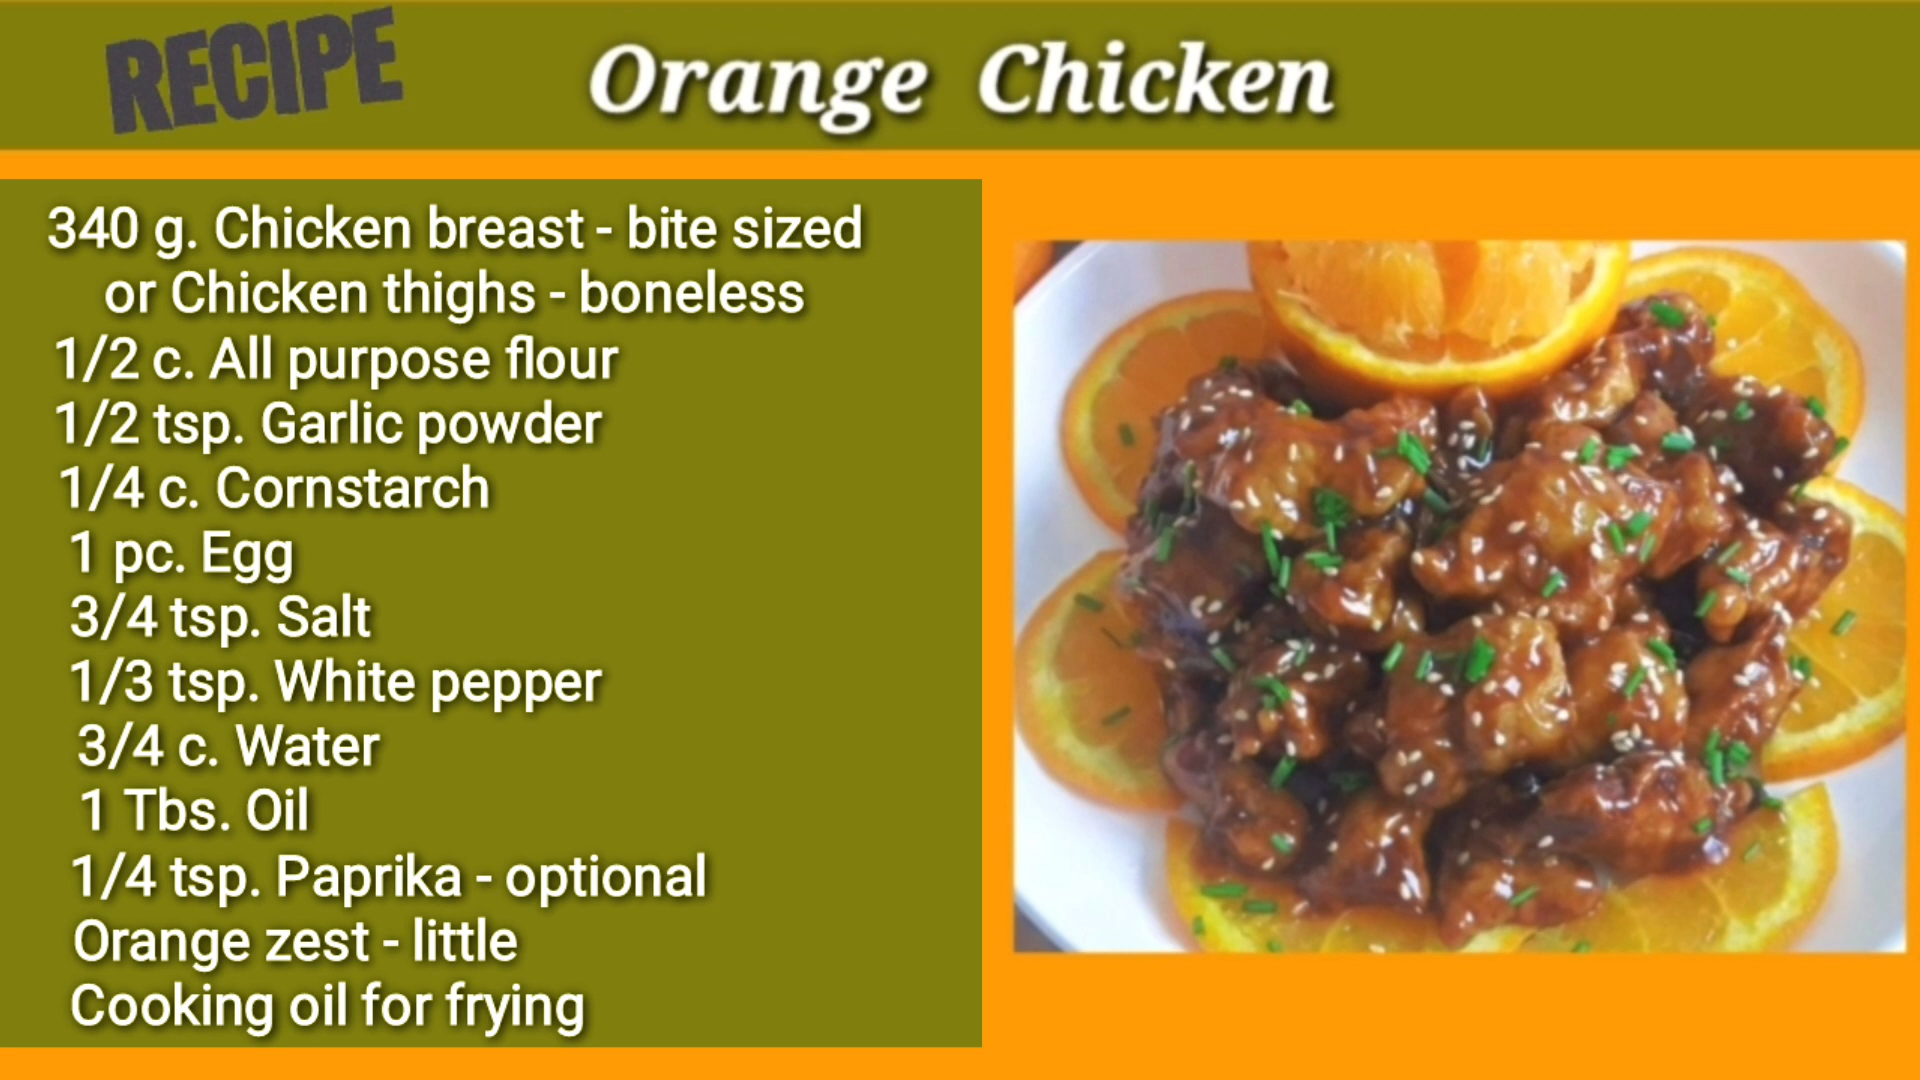 RECIPE
Orange Chicken
340 g. Chicken breast - bite sized
or Chicken thighs - boneless
1/2 c. All purpose flour
1/2 tsp. Garlic powder
1/4 c. Cornstarch
1 pc. Egg
3/4 tsp. Salt
1/3 tsp. White pepper
3/4 c. Water
1 Tbs. Oil
1/4 tsp. Paprika - optional
Orange zest - little
Cooking oil for frying